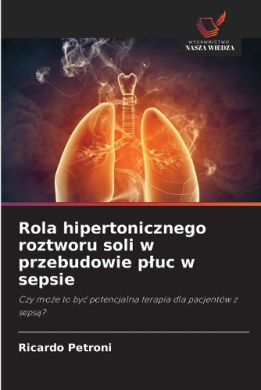 WYDAWNICTWO
NASZA WIEDZA
Rola hipertonicznego
roztworu soli w
przebudowie płuc w
sepsie
Czy może to być potencjalna terapia dla pacjentów z
sepsą?
Ricardo Petroni